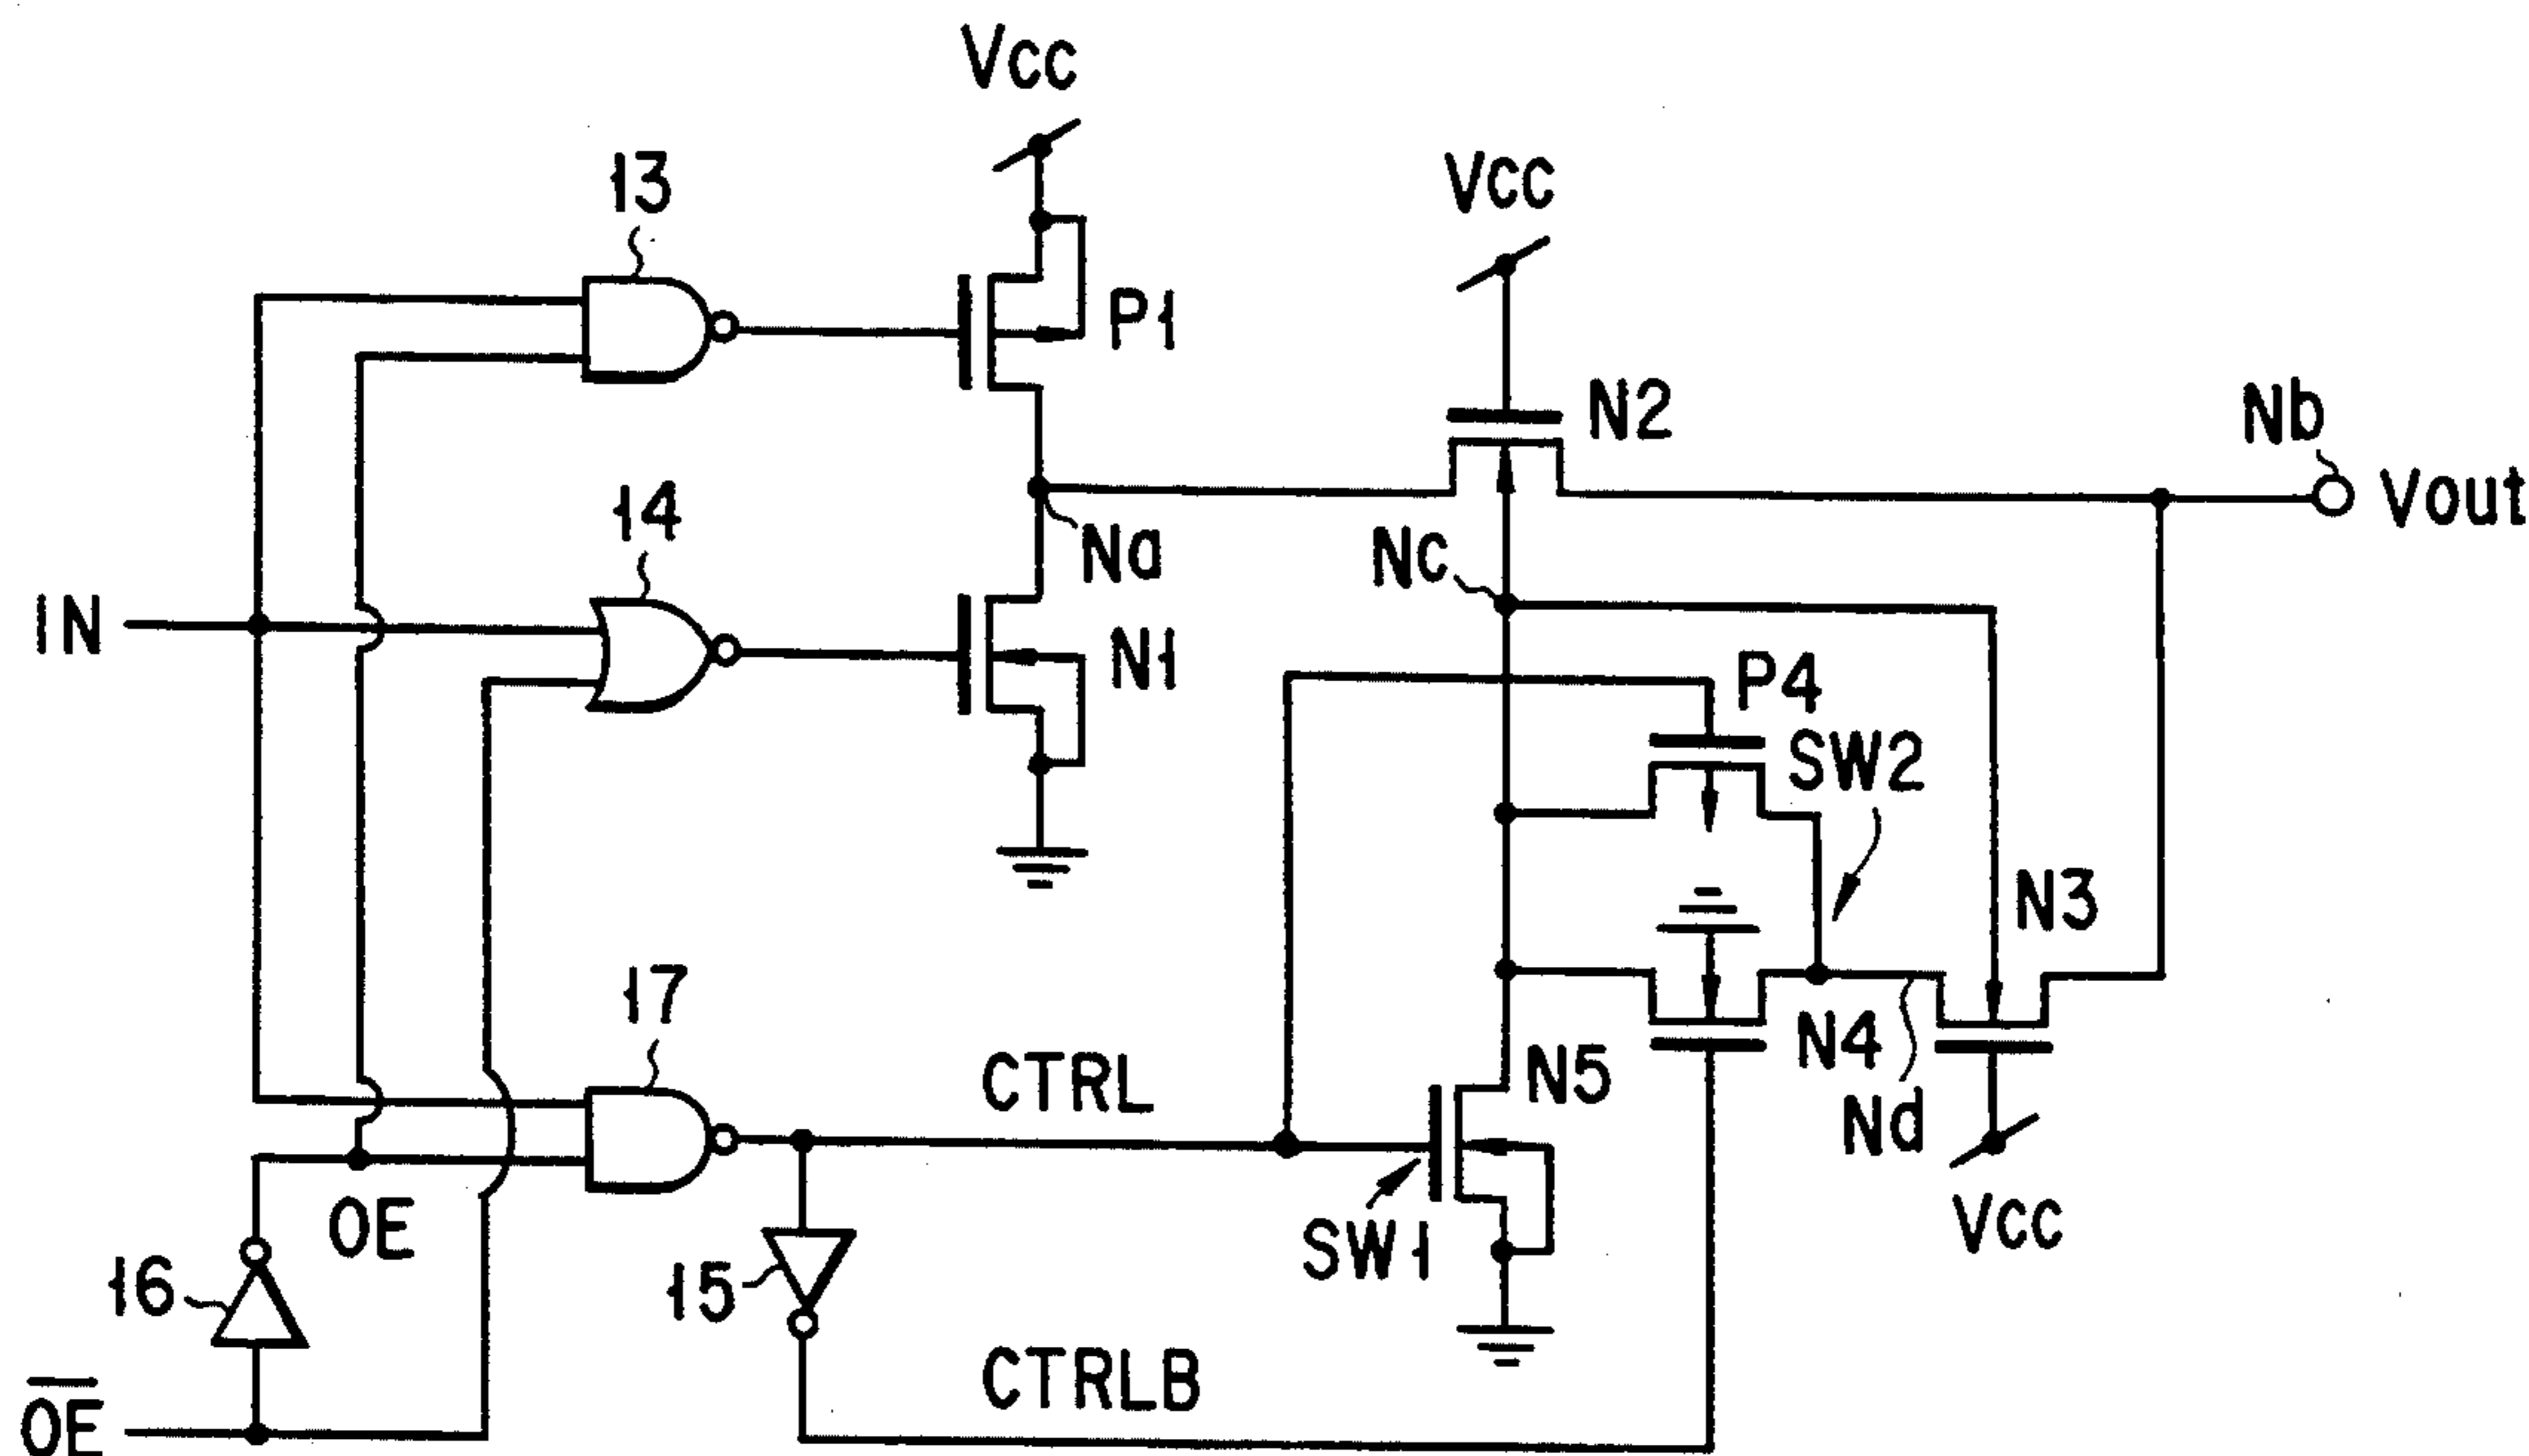 Vcc
13
Vcc
P1
N2
Nb
Vout
14
Na
Nc
IN
N1
P4
SW2
N3
17
CTRL
N5
N4
Nd
OE
Vcc
SW1
16
15
CTRLB
OE